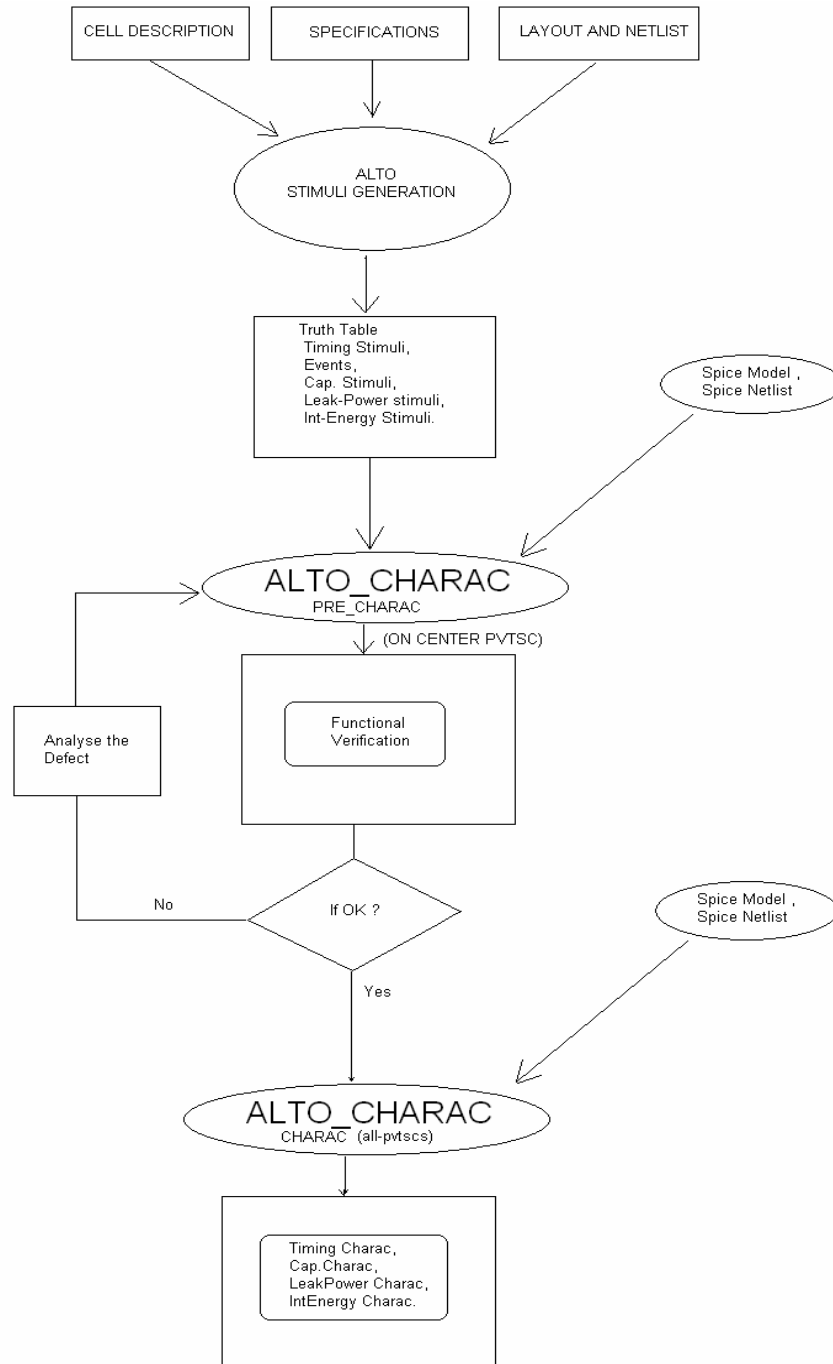 CELL DESCRIPTION
SPECIFICATIONS
LAYOUT AND NETLIST
ALTO
STIMULI GENERATION
Truth Table
Timing Stimuli,
Events,
Cap. Stimuli,
Leak-Power stimuli,
Int-Energy Stimuli.
Spice Model ,
Spice Netlist
ALTO_CHARAC
PRE_CHARAC
(ON CENTER PVTSC)
Functional
Verification
Analyse the
Defect
No
If OK ?
Yes
Spice Model ,
Spice Netlist
ALTO_CHARAC
CHARAC (all-pvtscs)
Timing Charac,
Cap.Charac,
LeakPower Charac,
IntEnergy Charac.